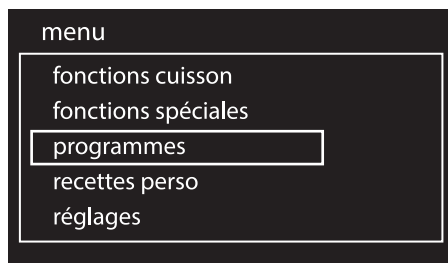 menu
fonctions cuisson
fonctions spéciales
programmes
recettes perso
réglages